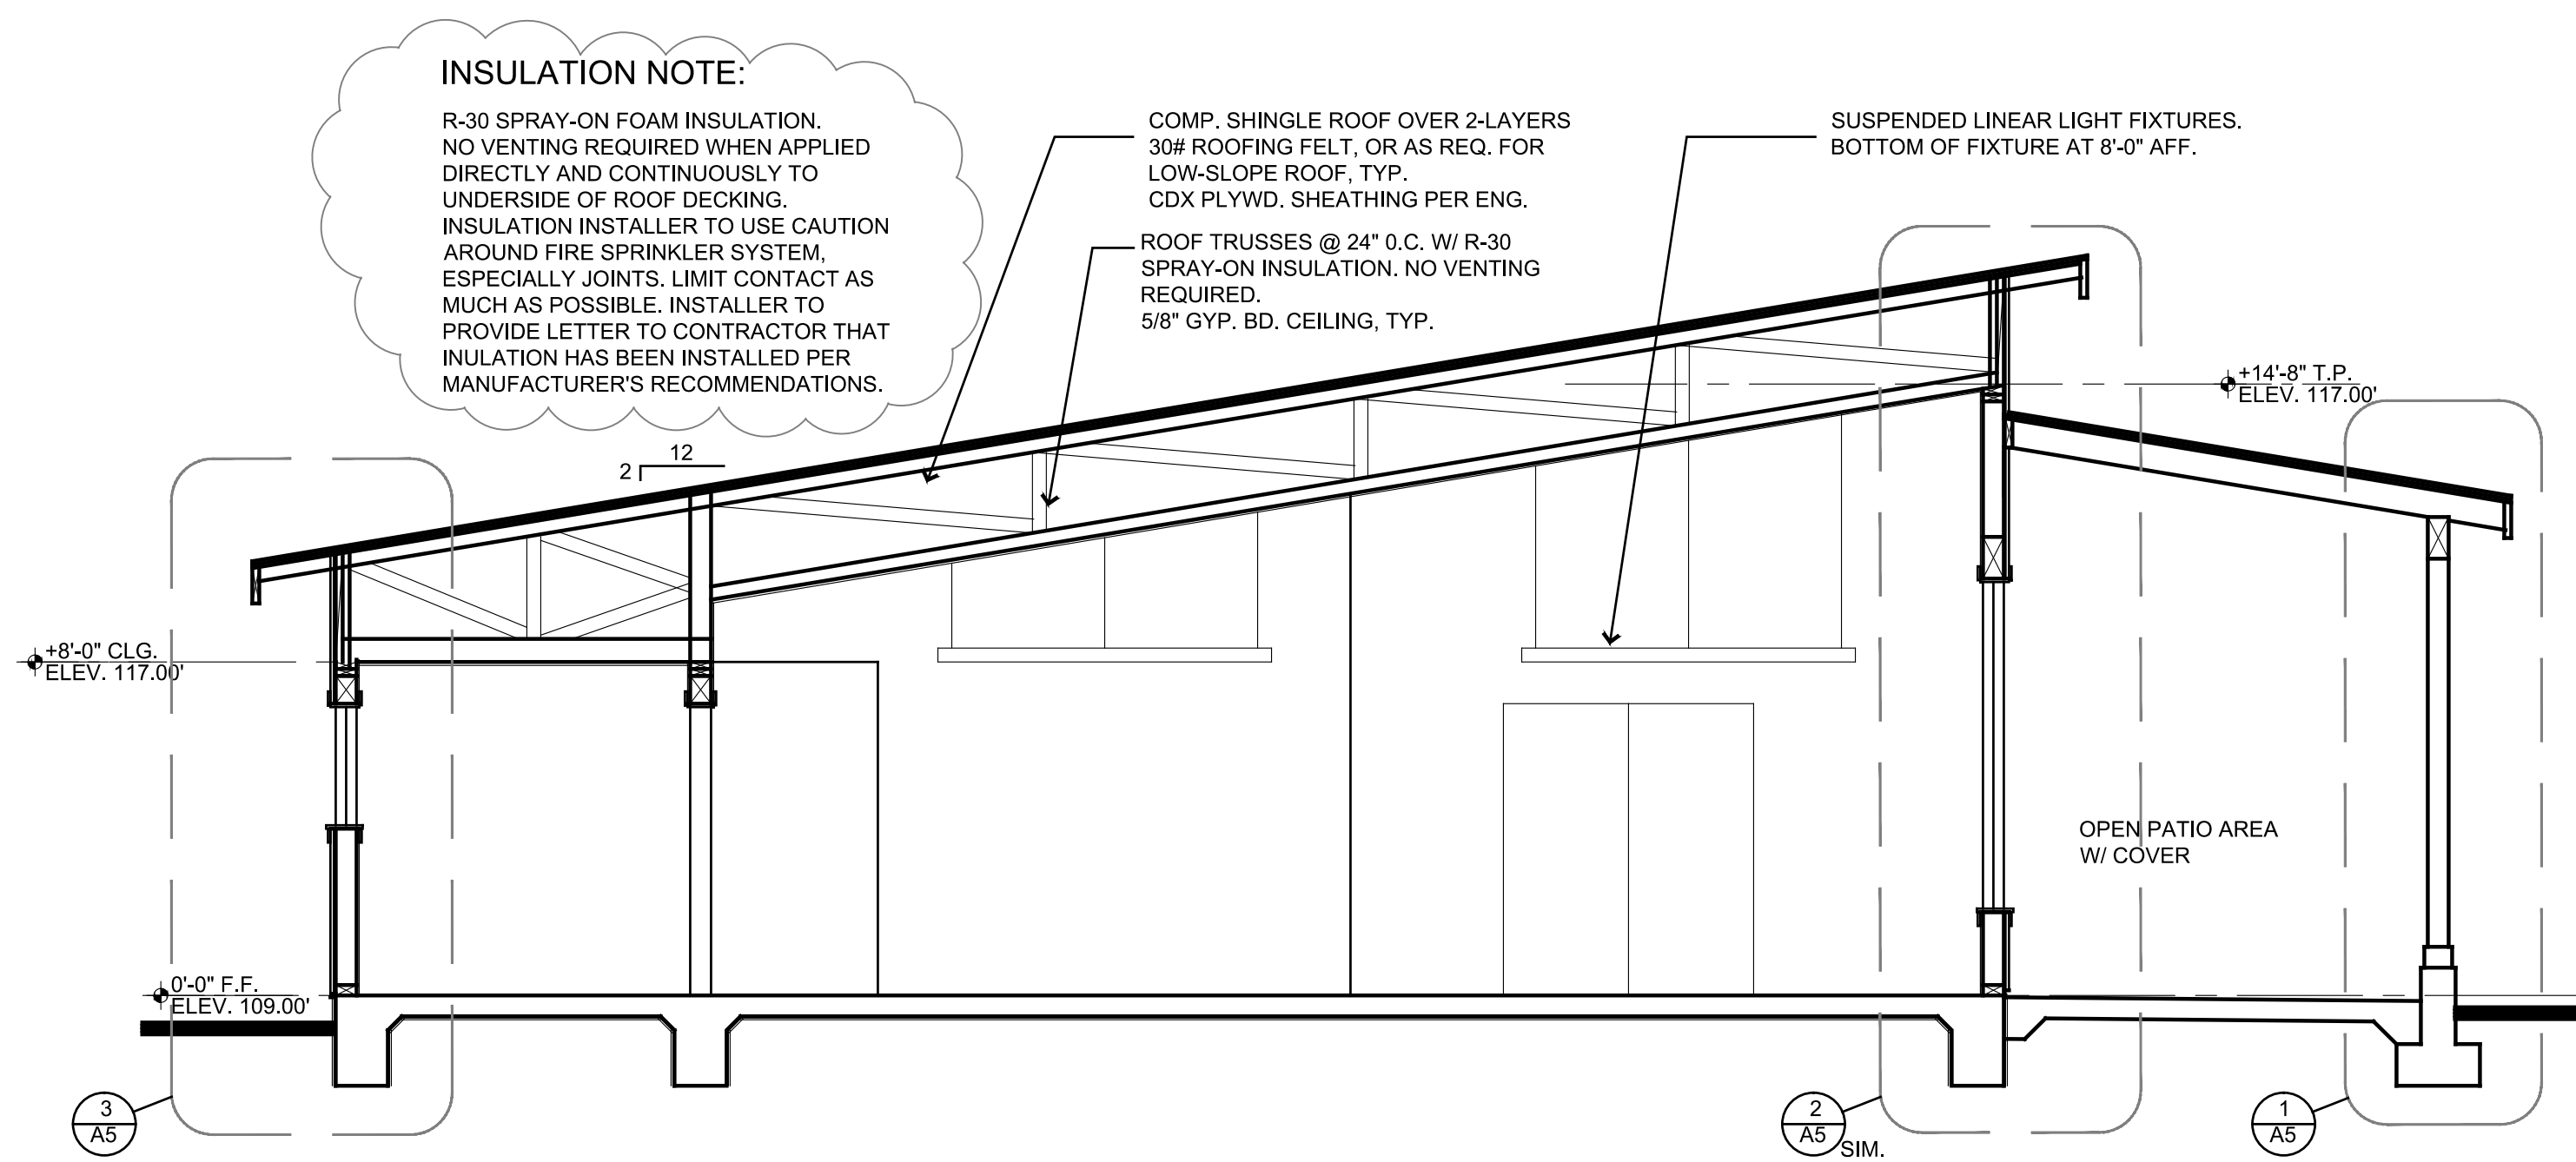 INSULATION NOTE:
R-30 SPRAY-ON FOAM INSULATION.
NO VENTING REQUIRED WHEN APPLIED
DIRECTLY AND CONTINUOUSLY TO
UNDERSIDE OF ROOF DECKING.
INSULATION INSTALLER TO USE CAUTION
AROUND FIRE SPRINKLER SYSTEM,
ESPECIALLY JOINTS. LIMIT CONTACT AS
MUCH AS POSSIBLE. INSTALLER TO
PROVIDE LETTER TO CONTRACTOR THAT
INULATION HAS BEEN INSTALLED PER
MANUFACTURER'S RECOMMENDATIONS.
COMP. SHINGLE ROOF OVER 2-LAYERS
30# ROOFING FELT, OR AS REQ. FOR
LOW-SLOPE ROOF, TYP.
CDX PLYWD. SHEATHING PER ENG.
ROOF TRUSSES @ 24" 0.C. W/ R-30
SPRAY-ON INSULATION. NO VENTING
REQUIRED.
5/8" GYP. BD. CEILING, TYP.
SUSPENDED LINEAR LIGHT FIXTURES.
BOTTOM OF FIXTURE AT 8'-0" AFF.
+14'-8" T.P.
ELEV. 117.00'
12
2
+8'-0" CLG.
ELEV. 117.00'
OPEN PATIO AREA
W/ COVER
0'-0" F.F.
ELEV. 109.00'
3
A5
2
A5
SIM.
1
A5